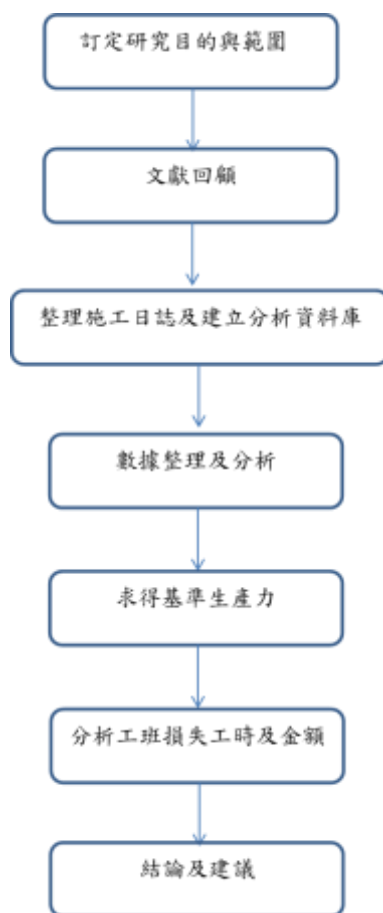 訂定研究目的與範圍
文獻回顧
整理施工日誌及建立分析資料庫
數據整理及分析
求得基準生產力
分析工班損失工時及金額
結論及建議